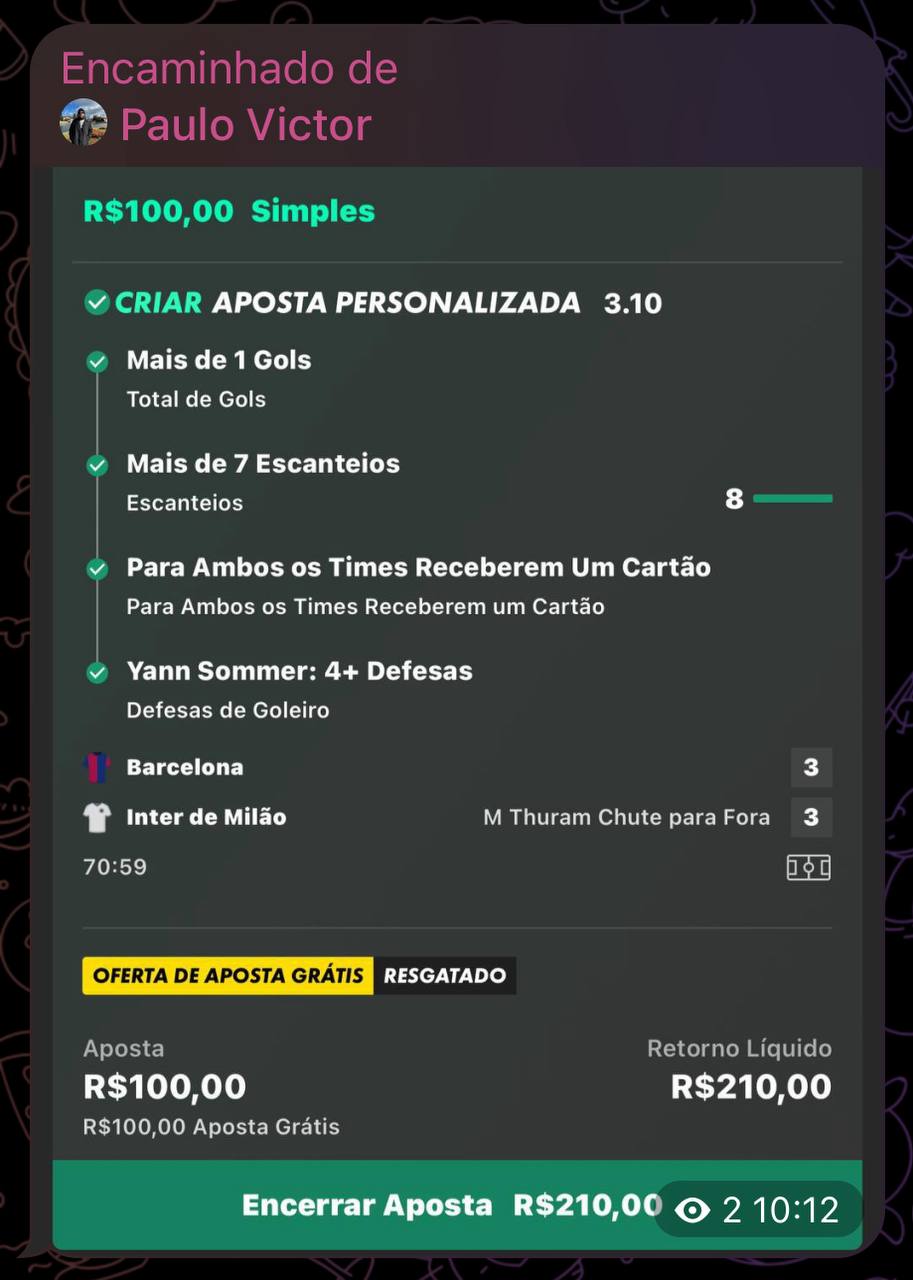 Encaminhado de
Paulo Victor
R$100,00 Simples
CRIAR APOSTA PERSONALIZADA 3.10
Mais de 1 Gols
Total de Gols
Mais de 7 Escanteios
Escanteios 8
Para Ambos os Times Receberem Um Cartão
Para Ambos os Times Receberem um Cartão
Yann Sommer: 4+ Defesas
Defesas de Goleiro
Barcelona 3
Inter de Milão M Thuram Chute para Fora 3
70:59
OFERTA DE APOSTA GRÁTIS RESGATADO
Aposta Retorno Líquido
R$100,00 R$210,00
R$100,00 Aposta Grátis
Encerrar Aposta R$210,00 2 10:12